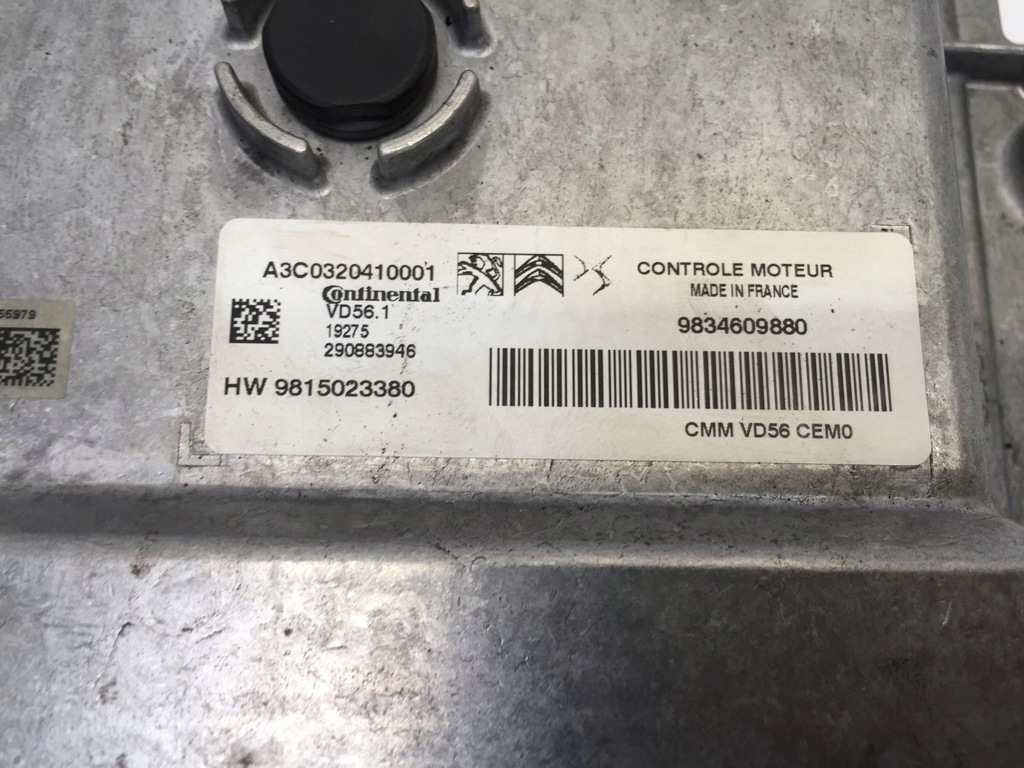 A3C0320410001
Continental
VD56.1
19275
290883946
HW 9815023380
CONTROLE MOTEUR
MADE IN FRANCE
9834609880
CMM VD56 CEM0